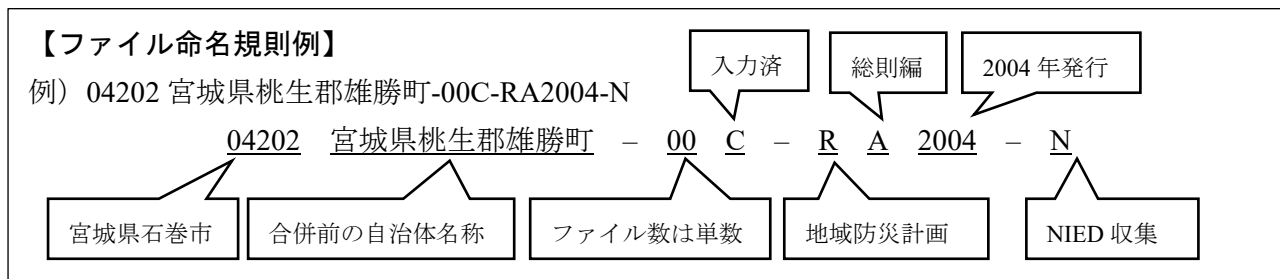 【ファイル命名規則例】
入力済
総則編
2004 年発行
例）04202 宮城県桃生郡雄勝町-00C-RA2004-N
04202 宮城県桃生郡雄勝町 – 00 C – R A 2004 – N
宮城県石巻市
合併前の自治体名称
ファイル数は単数
地域防災計画
NIED 収集